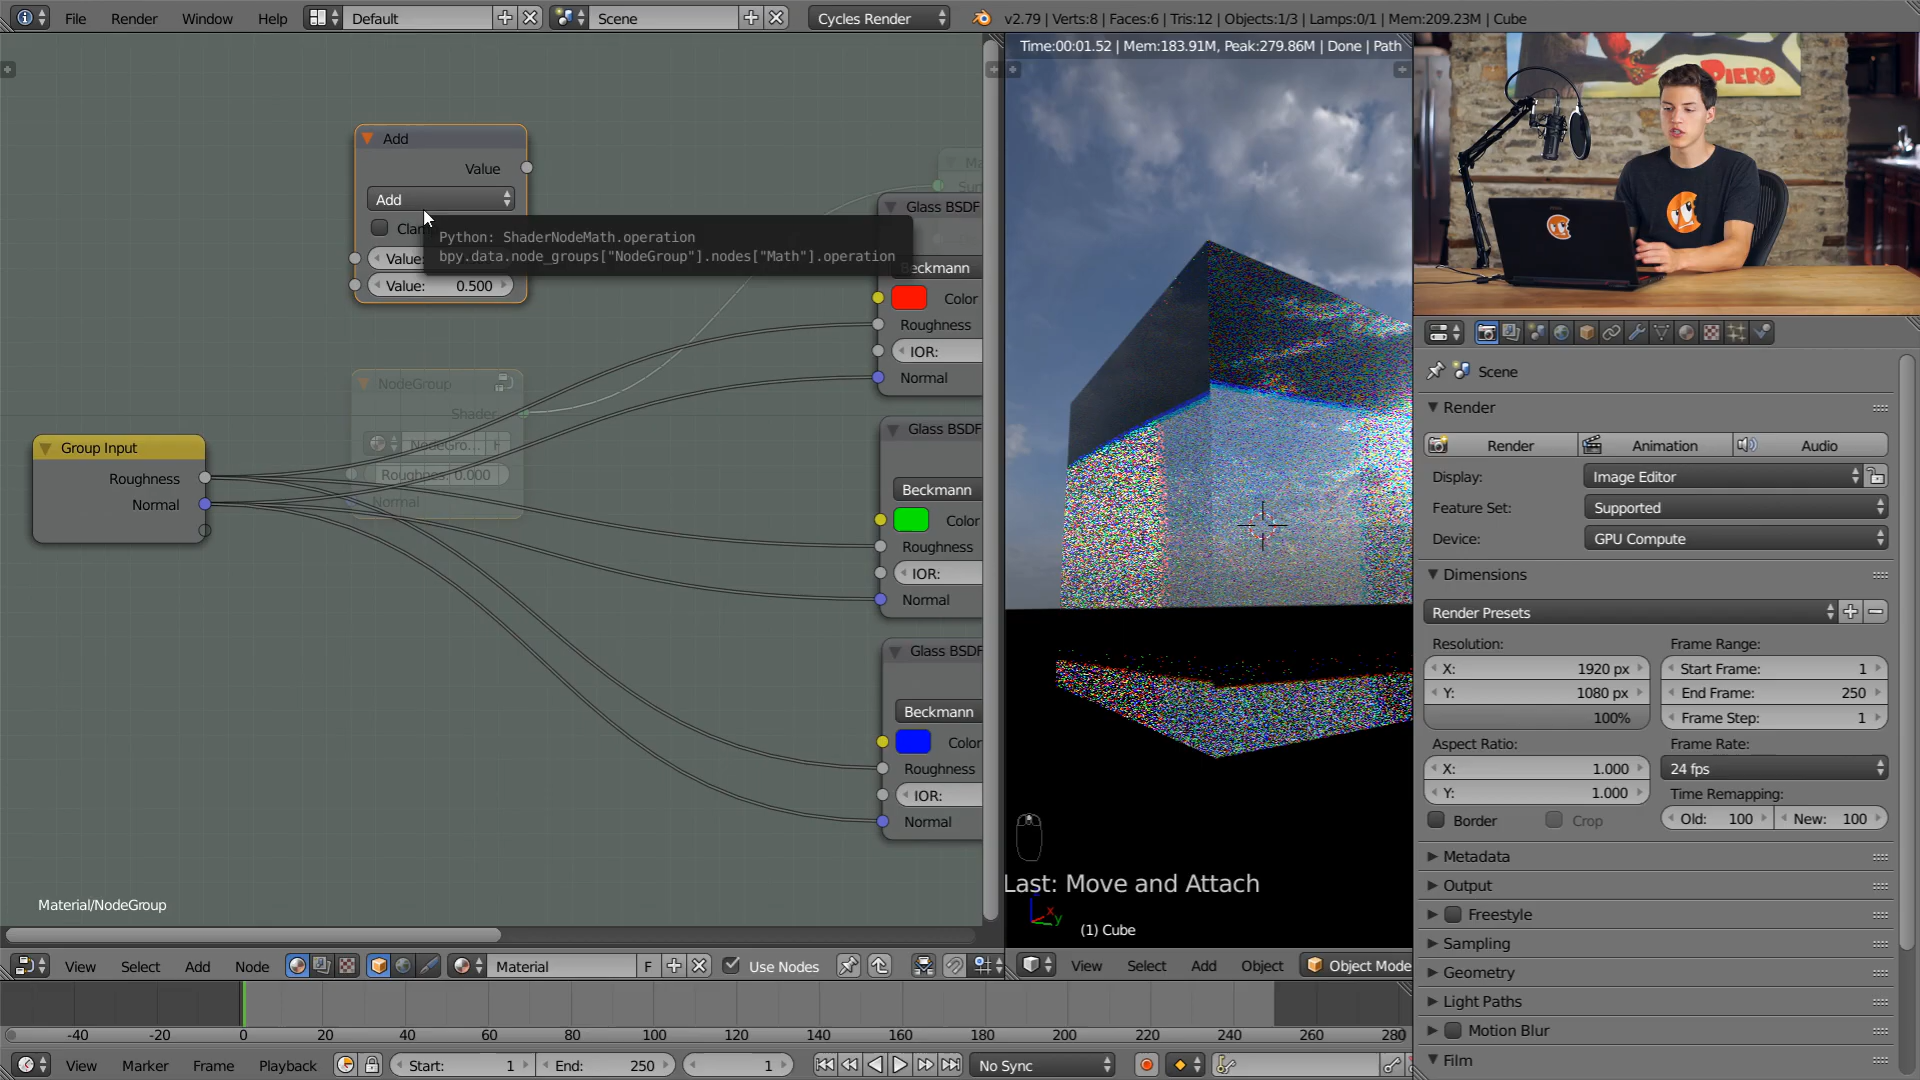 File
Render
Window
Help
Default
Scene
Cycles Render
v2.79 | Verts:8 | Faces:6 | Tris:12 | Objects:1/3 | Lamps:0/1 | Mem:209.23M | Cube
Time:00:01.52 | Mem:183.91M, Peak:279.86M | Done | Path
Add
Value
Add
Python: ShaderNodeMath.operation
bpy.data.node_groups["NodeGroup"].nodes["Math"].operation
Value:
Value: 0.500
NodeGroup
Shader
NodeGro...
F
Roughnes: 0.000
Normal
Group Input
Roughness
Normal
Glass BSDF
Beckmann
Color
Roughness
IOR:
Normal
Glass BSDF
Beckmann
Color
Roughness
IOR:
Normal
Glass BSDF
Beckmann
Color
Roughness
IOR:
Normal
Material/NodeGroup
Last: Move and Attach
(1) Cube
PIERO
Scene
Render
Render
Animation
Audio
Display:
Image Editor
Feature Set:
Supported
Device:
GPU Compute
Dimensions
Render Presets
Resolution:
Frame Range:
X: 1920 px
Start Frame: 1
Y: 1080 px
End Frame: 250
100%
Frame Step: 1
Aspect Ratio:
Frame Rate:
X: 1.000
24 fps
Y: 1.000
Time Remapping:
Border
Crop
Old: 100
New: 100
Metadata
Output
Freestyle
Sampling
Geometry
Light Paths
Motion Blur
Film
View
Select
Add
Node
Material
F
Use Nodes
View
Select
Add
Object
Object Mode
-40 -20 0 20 40 60 80 100 120 140 160 180 200 220 240 260 280
View
Marker
Frame
Playback
Start: 1
End: 250
1
No Sync